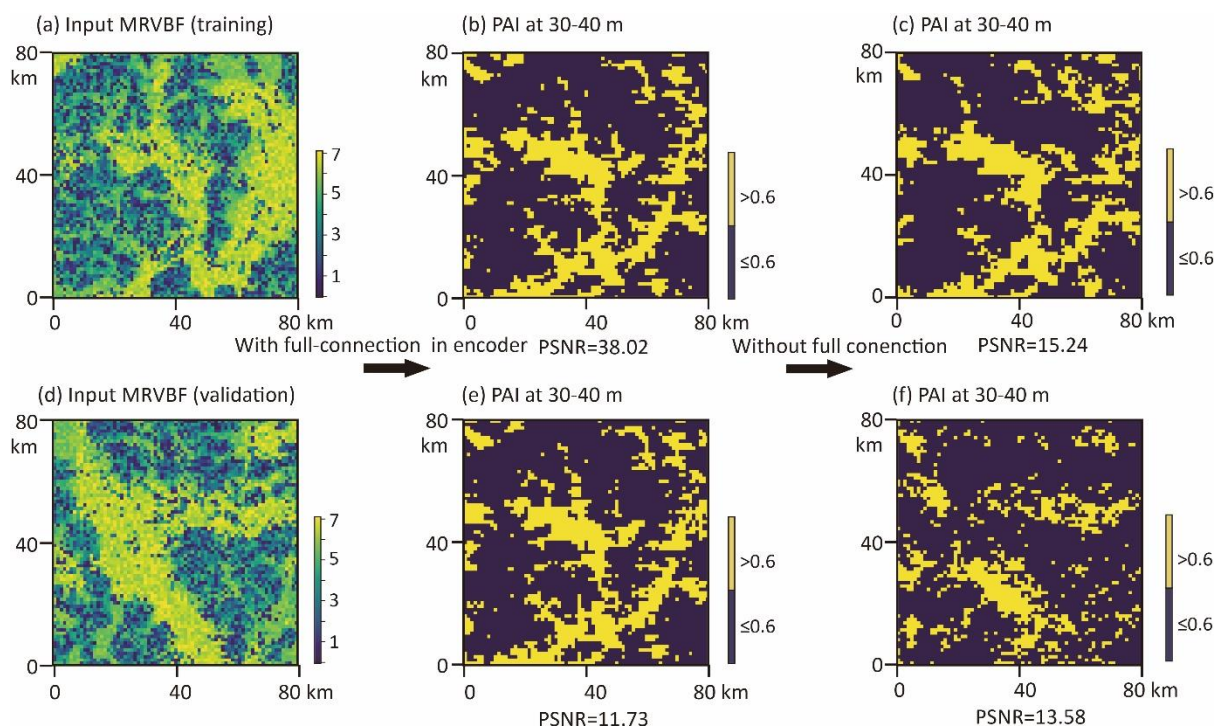 (a) Input MRVBF (training)
(b) PAI at 30-40 m
(c) PAI at 30-40 m
80
km
40
0
0
40
80 km
7
5
3
1
80
km
40
0
0
40
80 km
>0.6
≤0.6
80
km
40
0
0
40
80 km
>0.6
≤0.6
With full-connection in encoder
PSNR=38.02
Without full conenction
PSNR=15.24
(d) Input MRVBF (validation)
(e) PAI at 30-40 m
(f) PAI at 30-40 m
80
km
40
0
0
40
80 km
7
5
3
1
80
km
40
0
0
40
80 km
>0.6
≤0.6
80
km
40
0
0
40
80 km
>0.6
≤0.6
PSNR=11.73
PSNR=13.58